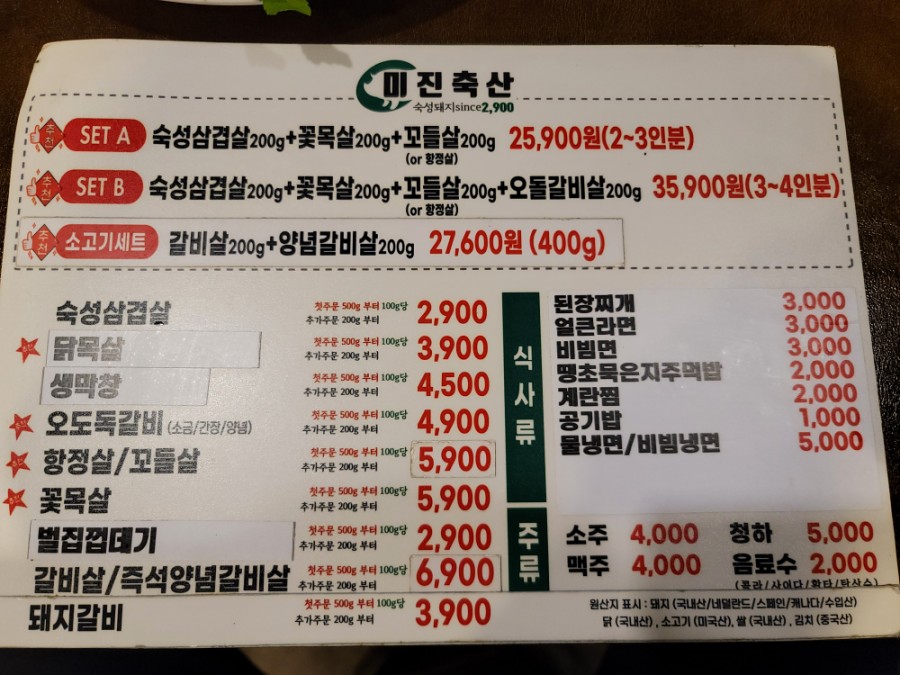 미진축산
숙성돼지since2,900
추천 SET A 숙성삼겹살200g+꽃목살200g+꼬들살200g 25,900원(2~3인분)
(or 항정살)
추천 SET B 숙성삼겹살200g+꽃목살200g+꼬들살200g+오돌갈비살200g 35,900원(3~4인분)
(or 항정살)
추천 소고기세트 갈비살200g+양념갈비살200g 27,600원 (400g)
숙성삼겹살 첫주문 500g 부터 100g당 2,900
추가주문 200g 부터
닭목살 첫주문 500g 부터 100g당 3,900
추가주문 200g 부터
생막창 첫주문 500g 부터 100g당 4,500
추가주문 200g 부터
오도독갈비 (소금/간장/양념) 첫주문 500g 부터 100g당 4,900
추가주문 200g 부터
항정살/꼬들살 첫주문 500g 부터 100g당 5,900
추가주문 200g 부터
꽃목살 첫주문 500g 부터 100g당 5,900
추가주문 200g 부터
벌집껍데기 첫주문 500g 부터 100g당 2,900
추가주문 200g 부터
갈비살/즉석양념갈비살 첫주문 500g 부터 100g당 6,900
추가주문 200g 부터
돼지갈비 첫주문 500g 부터 100g당 3,900
추가주문 200g 부터
식사류
된장찌개 3,000
얼큰라면 3,000
비빔면 3,000
땡초묵은지주먹밥 2,000
계란찜 2,000
공기밥 1,000
물냉면/비빔냉면 5,000
주류
소주 4,000 청하 5,000
맥주 4,000 음료수 2,000
(콜라/사이다/환타/탄산수)
원산지 표시 : 돼지 (국내산/네덜란드/스페인/캐나다/수입산)
닭 (국내산) , 소고기 (미국산), 쌀 (국내산) , 김치 (중국산)